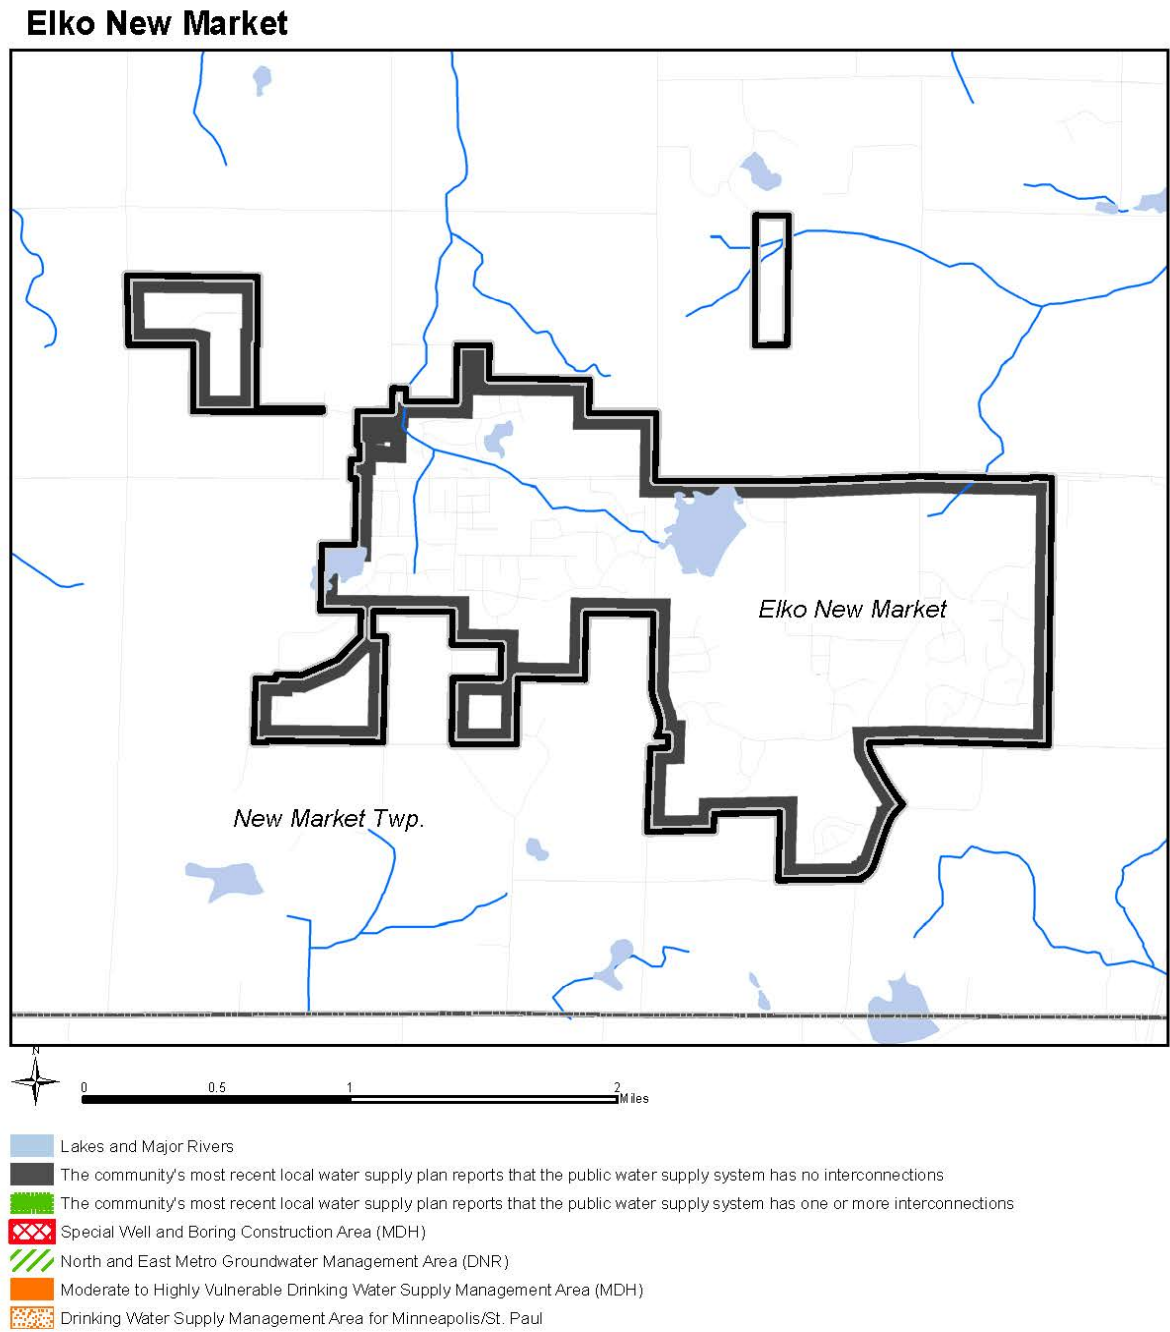 Elko New Market
Elko New Market
New Market Twp.
N
0 0.5 1 2
Miles
Lakes and Major Rivers
The community's most recent local water supply plan reports that the public water supply system has no interconnections
The community's most recent local water supply plan reports that the public water supply system has one or more interconnections
Special Well and Boring Construction Area (MDH)
North and East Metro Groundwater Management Area (DNR)
Moderate to Highly Vulnerable Drinking Water Supply Management Area (MDH)
Drinking Water Supply Management Area for Minneapolis/St. Paul